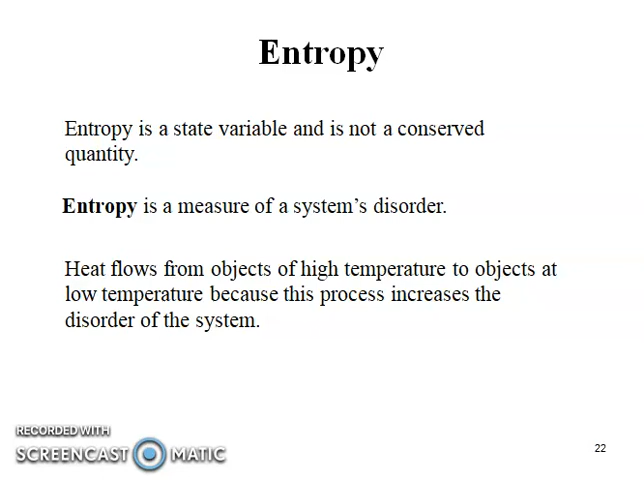 Entropy
Entropy is a state variable and is not a conserved
quantity.
Entropy is a measure of a system’s disorder.
Heat flows from objects of high temperature to objects at
low temperature because this process increases the
disorder of the system.
RECORDED WITH
SCREENCAST MATIC
22